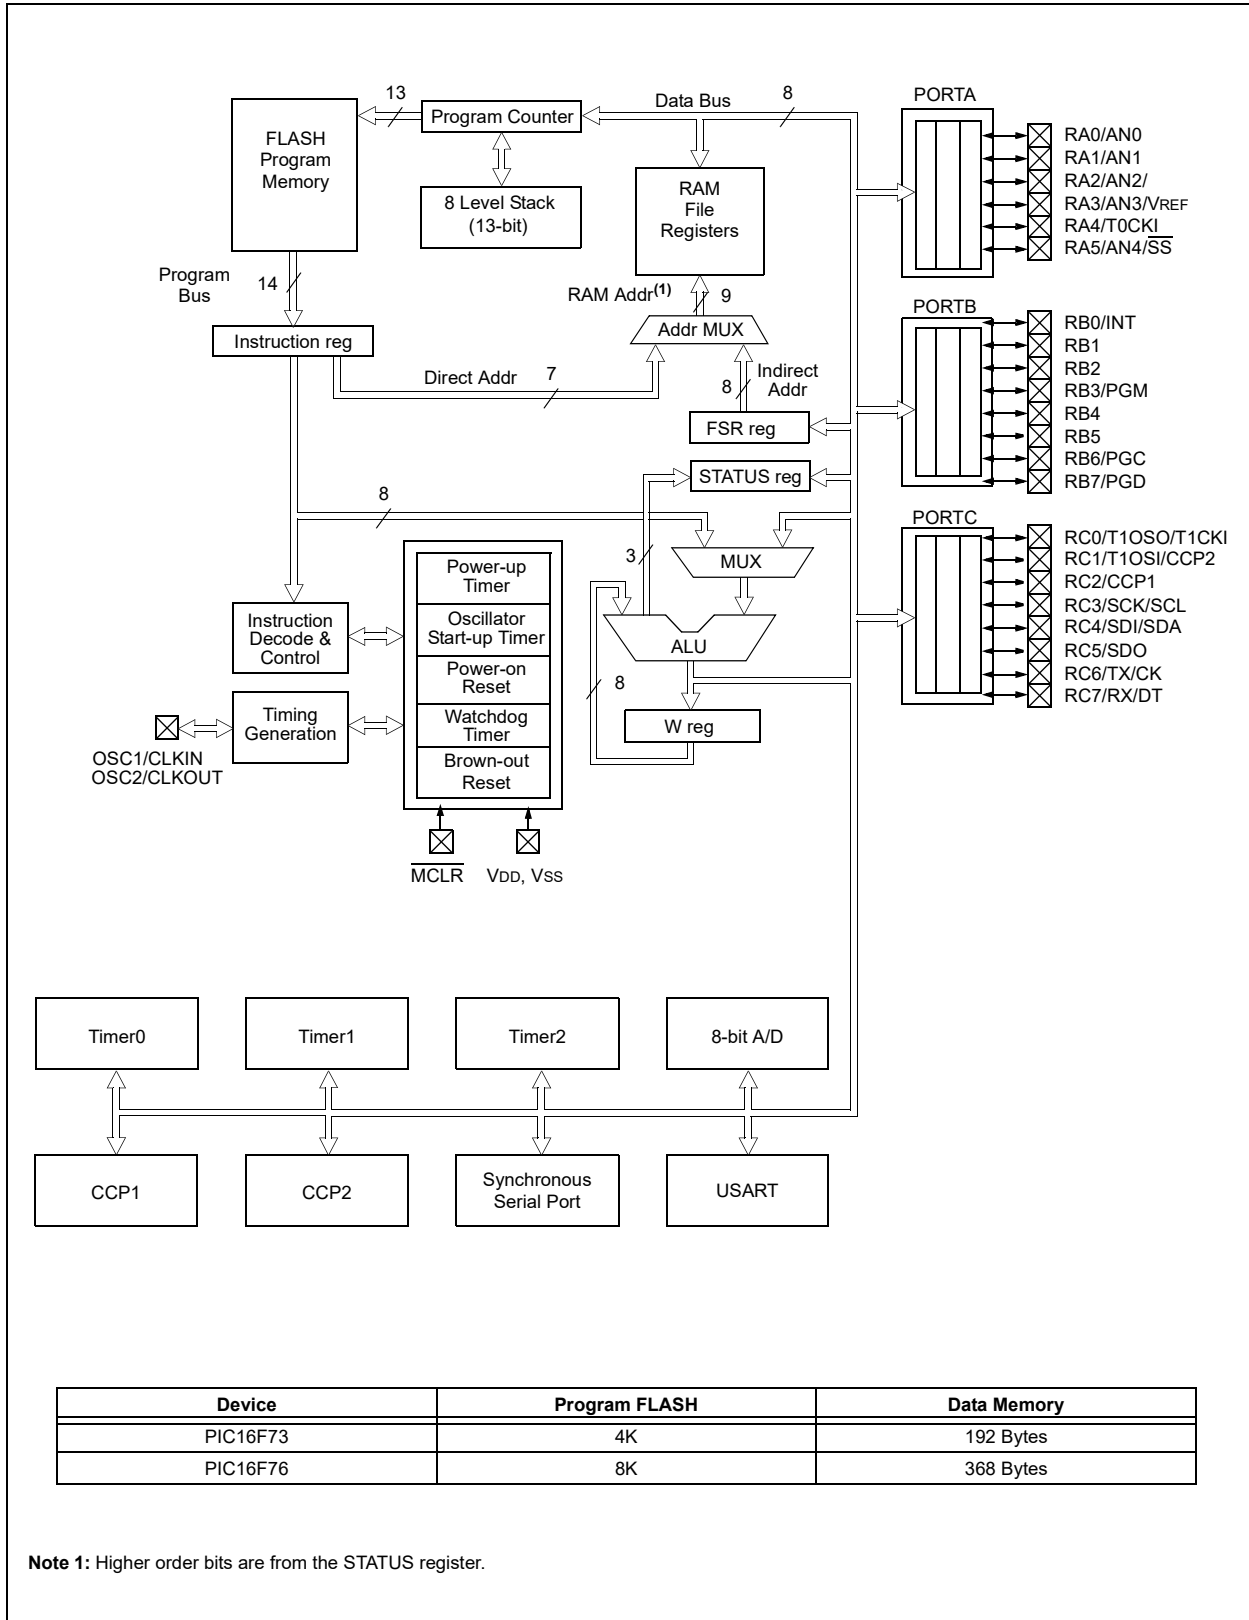 13
Data Bus
8
PORTA
FLASH
Program
Memory
Program Counter
8 Level Stack
(13-bit)
RAM
File
Registers
RA0/AN0
RA1/AN1
RA2/AN2/
RA3/AN3/VREF
RA4/T0CKI
RA5/AN4/SS
Program
Bus
14
RAM Addr(1)
9
PORTB
Instruction reg
Addr MUX
RB0/INT
RB1
RB2
RB3/PGM
RB4
RB5
RB6/PGC
RB7/PGD
Direct Addr
7
8
Indirect
Addr
FSR reg
STATUS reg
8
3
MUX
PORTC
RC0/T1OSO/T1CKI
RC1/T1OSI/CCP2
RC2/CCP1
RC3/SCK/SCL
RC4/SDI/SDA
RC5/SDO
RC6/TX/CK
RC7/RX/DT
Power-up
Timer
Oscillator
Start-up Timer
Power-on
Reset
Watchdog
Timer
Brown-out
Reset
Instruction
Decode &
Control
ALU
8
W reg
Timing
Generation
OSC1/CLKIN
OSC2/CLKOUT
MCLR
VDD, VSS
Timer0
Timer1
Timer2
8-bit A/D
CCP1
CCP2
Synchronous
Serial Port
USART
Device Program FLASH Data Memory
PIC16F73 4K 192 Bytes
PIC16F76 8K 368 Bytes
Note 1: Higher order bits are from the STATUS register.